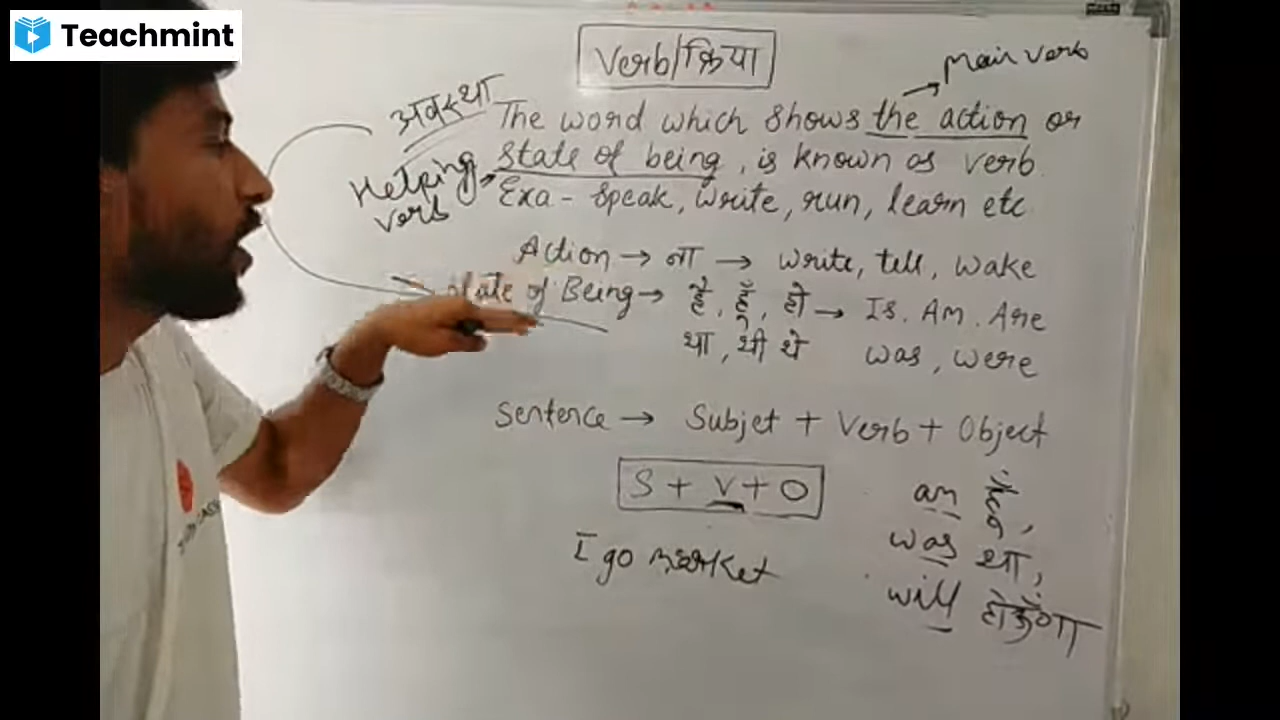 Teachmint
Verb/क्रिया
Main verb
अवस्था
The word which shows the action or
Helping verb
state of being, is known as verb
Exa - Speak, Write, run, learn etc
Action → ना → write, tell, wake
State of Being → है, हूँ, हो → Is. Am. Are
था, थी थे was, were
Sentence → Subjet + Verb + Object
S + V + O
am हूँ,
was था,
will होऊँगा
I go market